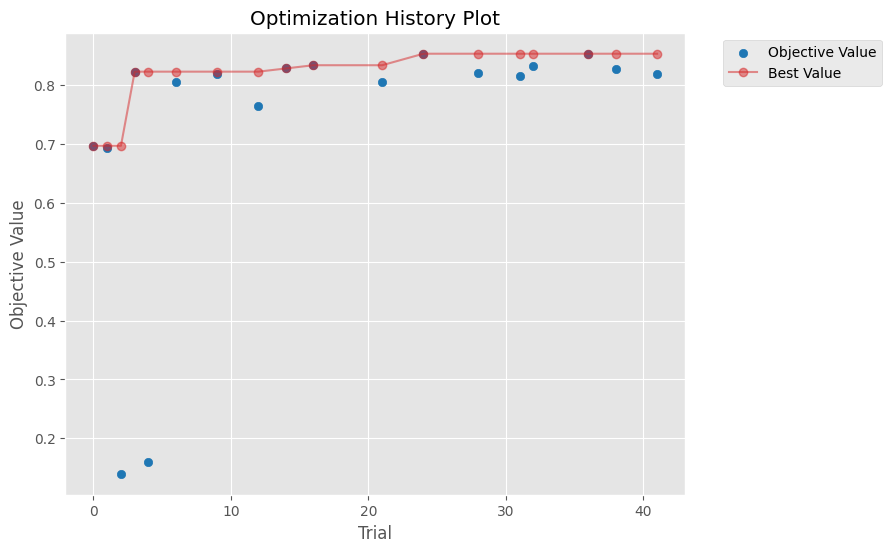 Optimization History Plot
Objective Value
Best Value
Objective Value
0.8
0.7
0.6
0.5
0.4
0.3
0.2
0
10
20
30
40
Trial